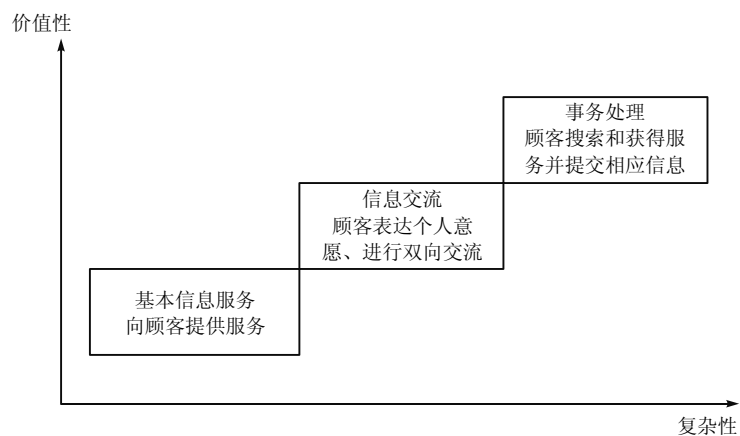 价值性
事务处理
顾客搜索和获得服
务并提交相应信息
信息交流
顾客表达个人意
愿、进行双向交流
基本信息服务
向顾客提供服务
复杂性